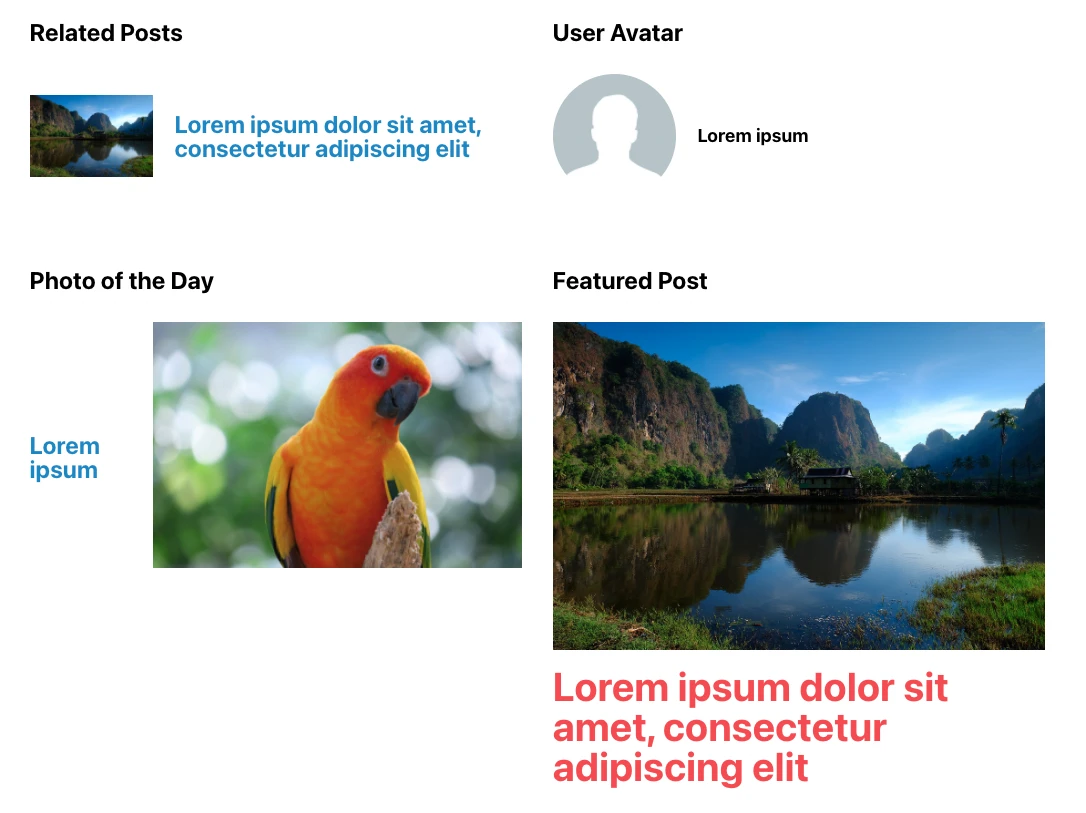 Related Posts
Lorem ipsum dolor sit amet,
consectetur adipiscing elit
User Avatar
Lorem ipsum
Photo of the Day
Lorem
ipsum
Featured Post
Lorem ipsum dolor sit
amet, consectetur
adipiscing elit